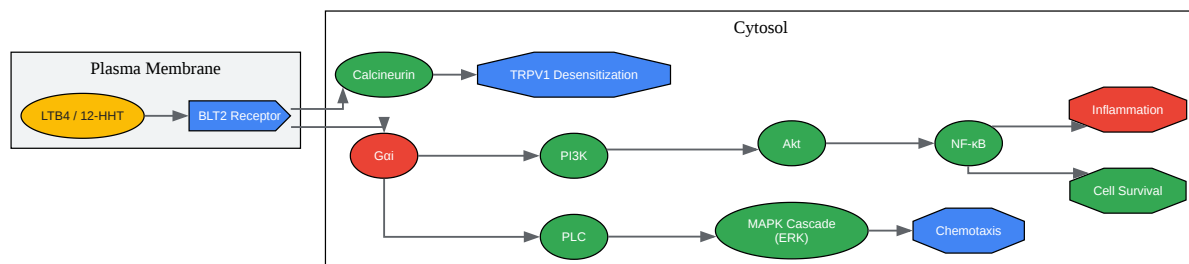 Cytosol
Plasma Membrane
Calcineurin
TRPV1 Desensitization
LTB4 / 12-HHT
BLT2 Receptor
Inflammation
Gαi
PI3K
Akt
NF-κB
Cell Survival
PLC
MAPK Cascade
(ERK)
Chemotaxis